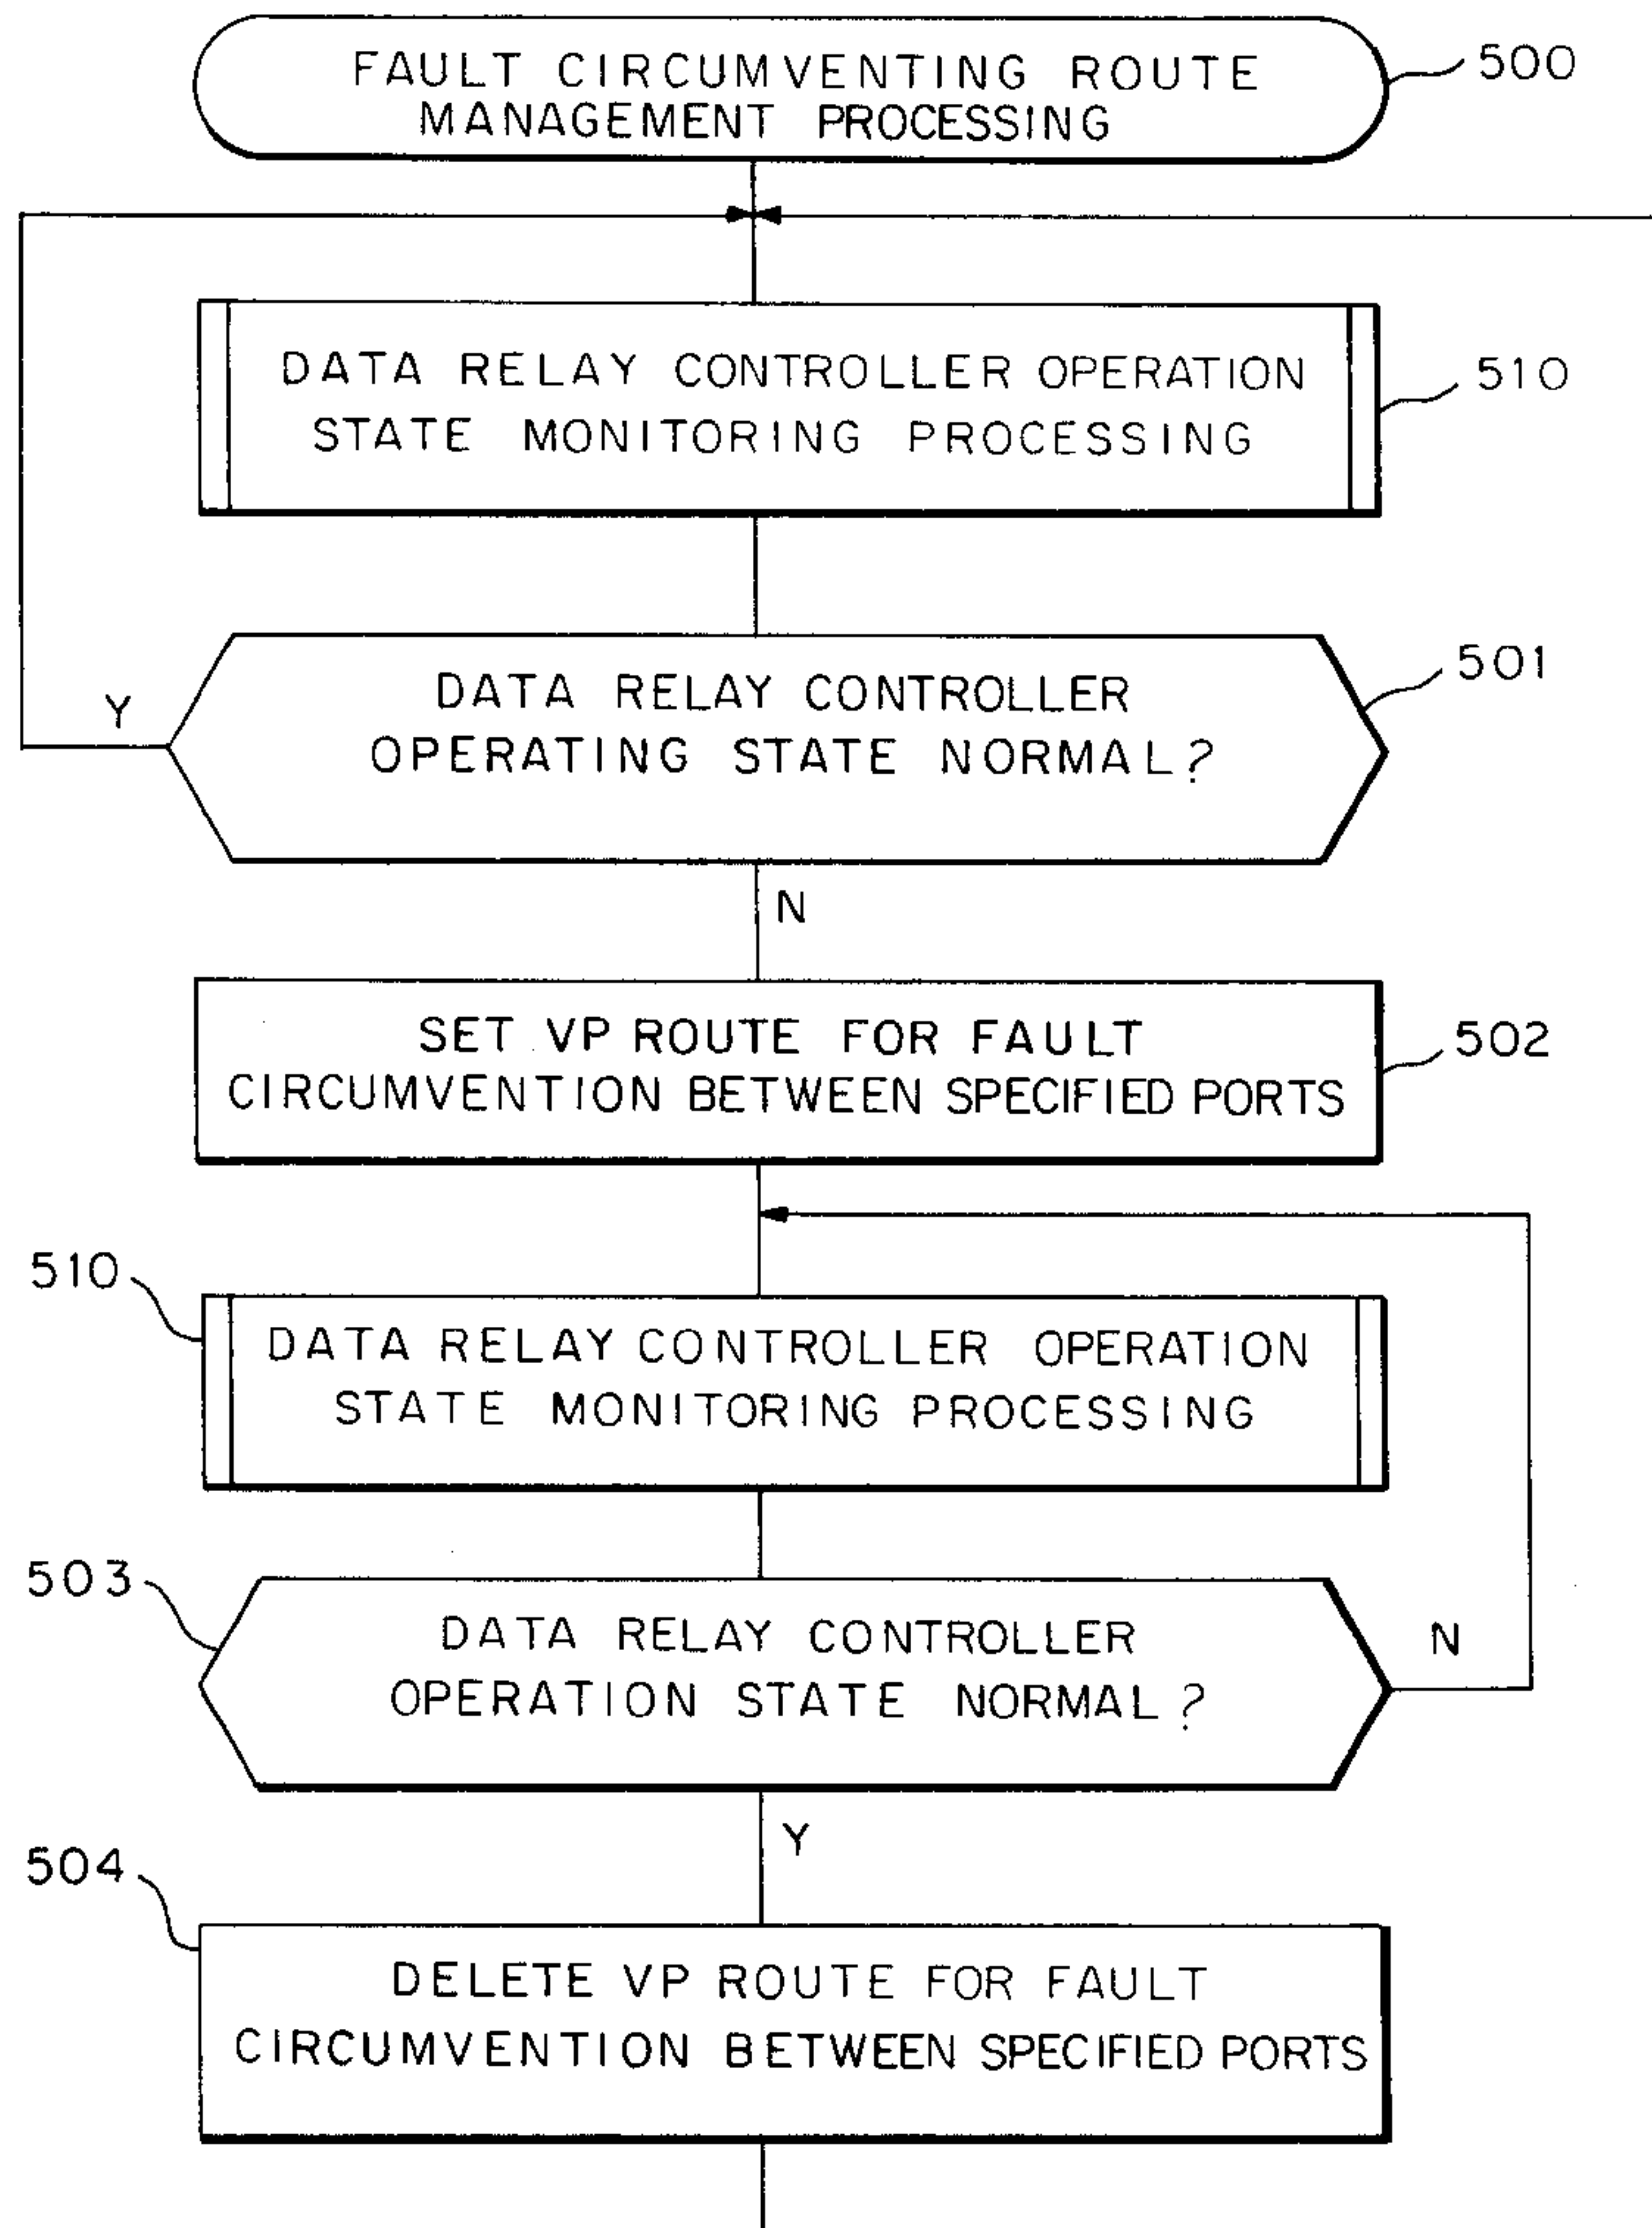 FAULT CIRCUMVENTING ROUTE
MANAGEMENT PROCESSING
500
DATA RELAY CONTROLLER OPERATION
STATE MONITORING PROCESSING
510
DATA RELAY CONTROLLER
OPERATING STATE NORMAL?
501
Y
N
SET VP ROUTE FOR FAULT
CIRCUMVENTION BETWEEN SPECIFIED PORTS
502
510
DATA RELAY CONTROLLER OPERATION
STATE MONITORING PROCESSING
503
DATA RELAY CONTROLLER
OPERATION STATE NORMAL?
N
Y
504
DELETE VP ROUTE FOR FAULT
CIRCUMVENTION BETWEEN SPECIFIED PORTS